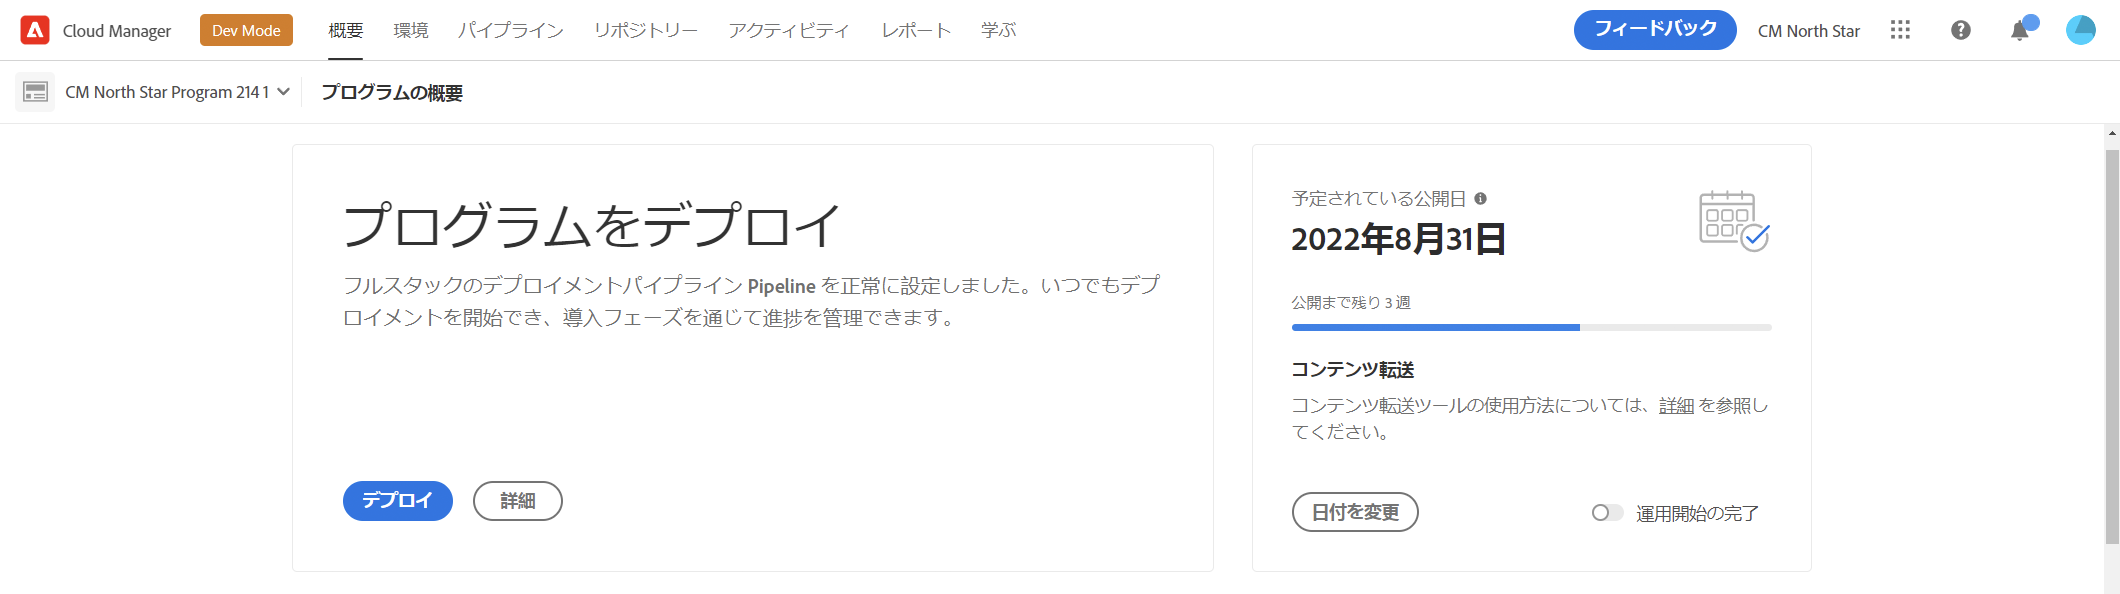 Cloud Manager
Dev Mode
概要
環境
パイプライン
リポジトリー
アクティビティ
レポート
学ぶ
フィードバック
CM North Star
CM North Star Program 2141
プログラムの概要
プログラムをデプロイ
フルスタックのデプロイメントパイプライン Pipeline を正常に設定しました。いつでもデプ
ロイメントを開始でき、導入フェーズを通じて進捗を管理できます。
デプロイ
詳細
予定されている公開日
2022年8月31日
公開まで残り 3 週
コンテンツ転送
コンテンツ転送ツールの使用方法については、詳細 を参照し
てください。
日付を変更
運用開始の完了